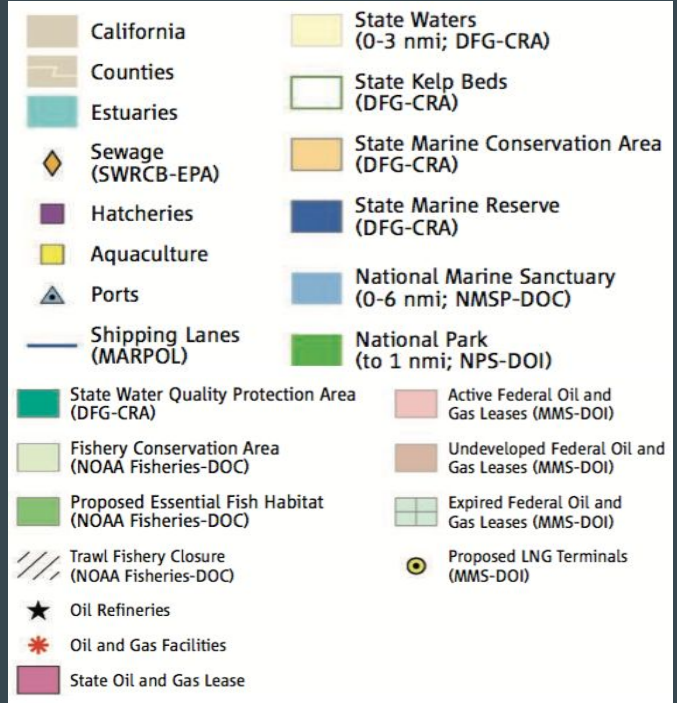 California
Counties
Estuaries
Sewage
(SWRCB-EPA)
Hatcheries
Aquaculture
Ports
Shipping Lanes
(MARPOL)
State Waters
(0-3 nmi; DFG-CRA)
State Kelp Beds
(DFG-CRA)
State Marine Conservation Area
(DFG-CRA)
State Marine Reserve
(DFG-CRA)
National Marine Sanctuary
(0-6 nmi; NMSP-DOC)
National Park
(to 1 nmi; NPS-DOI)
State Water Quality Protection Area
(DFG-CRA)
Fishery Conservation Area
(NOAA Fisheries-DOC)
Proposed Essential Fish Habitat
(NOAA Fisheries-DOC)
Trawl Fishery Closure
(NOAA Fisheries-DOC)
Oil Refineries
Oil and Gas Facilities
State Oil and Gas Lease
Active Federal Oil and
Gas Leases (MMS-DOI)
Undeveloped Federal Oil and
Gas Leases (MMS-DOI)
Expired Federal Oil and
Gas Leases (MMS-DOI)
Proposed LNG Terminals
(MMS-DOI)